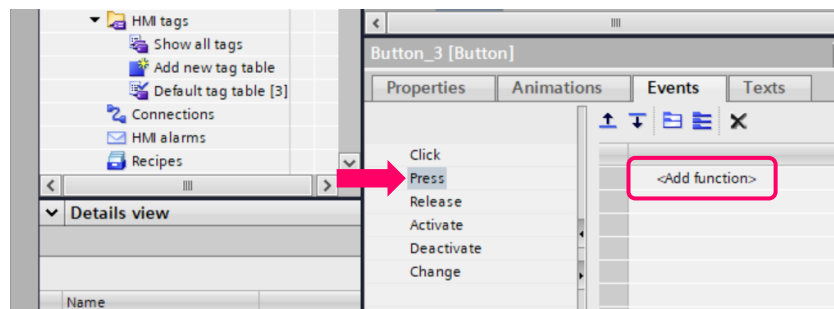 HMI tags
Show all tags
Add new tag table
Default tag table [3]
Connections
HMI alarms
Recipes
Details view
Name
Button_3 [Button]
Properties
Animations
Events
Texts
Click
Press
Release
Activate
Deactivate
Change
<Add function>